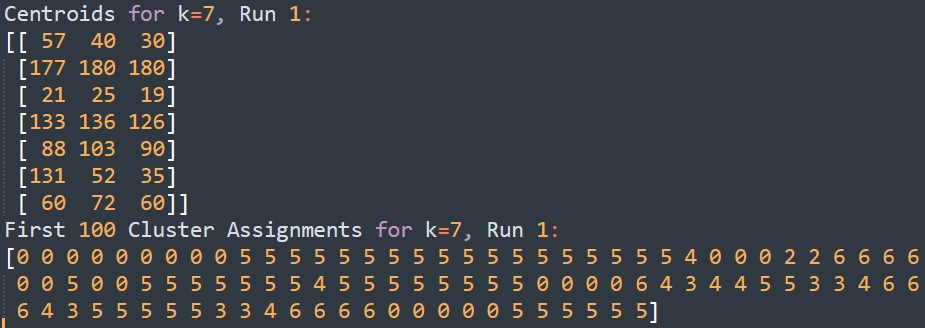 Centroids for k=7, Run 1:
[[ 57 40 30]
[177 180 180]
[ 21 25 19]
[133 136 126]
[ 88 103 90]
[131 52 35]
[ 60 72 60]]
First 100 Cluster Assignments for k=7, Run 1:
[0 0 0 0 0 0 0 0 0 5 5 5 5 5 5 5 5 5 5 5 5 5 5 5 5 5 5 4 0 0 0 2 2 6 6 6 6
0 0 5 0 0 5 5 5 5 5 5 5 4 5 5 5 5 5 5 5 5 0 0 0 0 6 4 3 4 4 5 5 3 3 4 6 6
6 4 3 5 5 5 5 5 3 3 4 6 6 6 6 0 0 0 0 0 5 5 5 5 5 5]